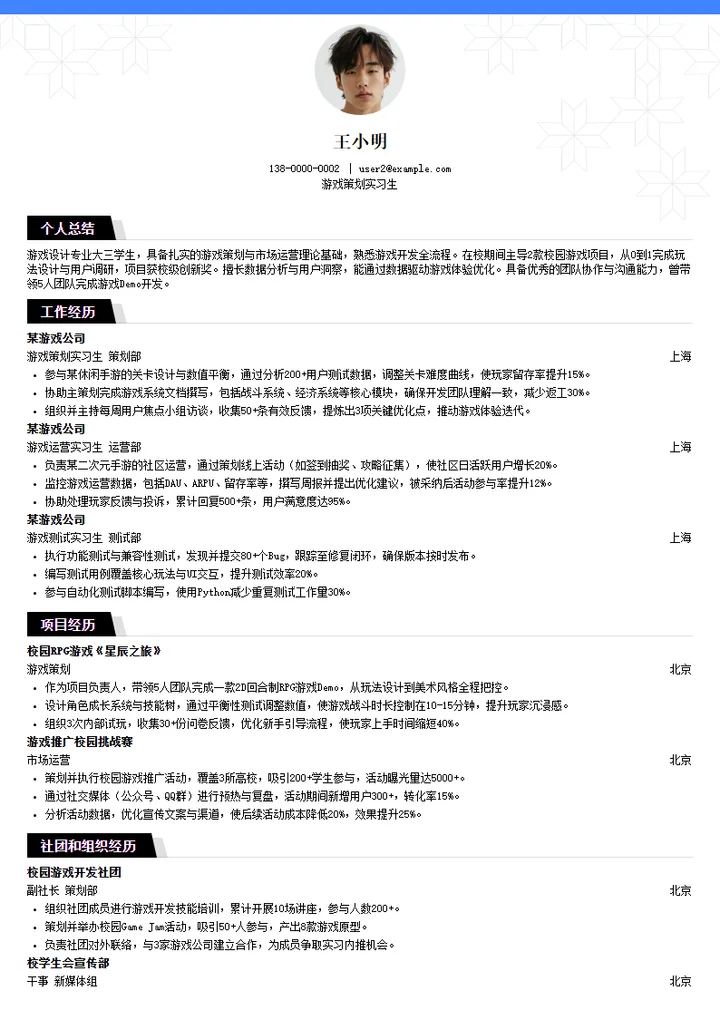 王小明
138-0000-0002 | user2@example.com
游戏策划实习生
个人总结
游戏设计专业大三学生，具备扎实的游戏策划与市场运营理论基础，熟悉游戏开发全流程。在校期间主导2款校园游戏项目，从0到1完成玩
法设计与用户调研，项目获校级创新奖。擅长数据分析与用户洞察，能通过数据驱动游戏体验优化。具备优秀的团队协作与沟通能力，曾带
领5人团队完成游戏Demo开发。
工作经历
某游戏公司
游戏策划实习生 策划部 上海
• 参与某休闲手游的关卡设计与数值平衡，通过分析200+用户测试数据，调整关卡难度曲线，使玩家留存率提升15%。
• 协助主策划完成游戏系统文档撰写，包括战斗系统、经济系统等核心模块，确保开发团队理解一致，减少返工30%。
• 组织并主持每周用户焦点小组访谈，收集50+条有效反馈，提炼出3项关键优化点，推动游戏体验迭代。
某游戏公司
游戏运营实习生 运营部 上海
• 负责某二次元手游的社区运营，通过策划线上活动（如签到抽奖、攻略征集），使社区日活跃用户增长20%。
• 监控游戏运营数据，包括DAU、ARPU、留存率等，撰写周报并提出优化建议，被采纳后活动参与率提升12%。
• 协助处理玩家反馈与投诉，累计回复500+条，用户满意度达95%。
某游戏公司
游戏测试实习生 测试部 上海
• 执行功能测试与兼容性测试，发现并提交80+个Bug，跟踪至修复闭环，确保版本按时发布。
• 编写测试用例覆盖核心玩法与UI交互，提升测试效率20%。
• 参与自动化测试脚本编写，使用Python减少重复测试工作量30%。
项目经历
校园RPG游戏《星辰之旅》
游戏策划 北京
• 作为项目负责人，带领5人团队完成一款2D回合制RPG游戏Demo，从玩法设计到美术风格全程把控。
• 设计角色成长系统与技能树，通过平衡性测试调整数值，使游戏战斗时长控制在10-15分钟，提升玩家沉浸感。
• 组织3次内部试玩，收集30+份问卷反馈，优化新手引导流程，使玩家上手时间缩短40%。
游戏推广校园挑战赛
市场运营 北京
• 策划并执行校园游戏推广活动，覆盖3所高校，吸引200+学生参与，活动曝光量达5000+。
• 通过社交媒体（公众号、QQ群）进行预热与复盘，活动期间新增用户300+，转化率15%。
• 分析活动数据，优化宣传文案与渠道，使后续活动成本降低20%，效果提升25%。
社团和组织经历
校园游戏开发社团
副社长 策划部 北京
• 组织社团成员进行游戏开发技能培训，累计开展10场讲座，参与人数200+。
• 策划并举办校园Game Jam活动，吸引50+人参与，产出8款游戏原型。
• 负责社团对外联络，与3家游戏公司建立合作，为成员争取实习内推机会。
校学生会宣传部
干事 新媒体组 北京